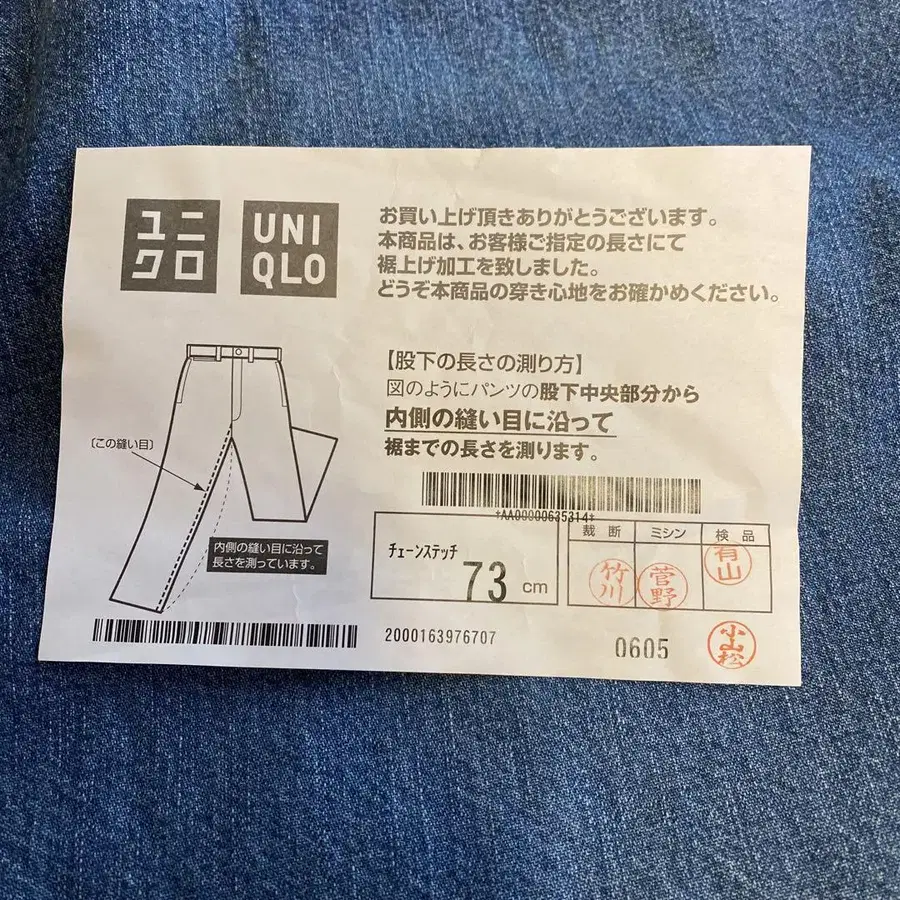 ユニ
クロ
UNI
QLO
お買い上げ頂きありがとうございます。
本商品は、お客様ご指定の長さにて
裾上げ加工を致しました。
どうぞ本商品の穿き心地をお確かめください。
【股下の長さの測り方】
図のようにパンツの股下中央部分から
内側の縫い目に沿って
裾までの長さを測ります。
〔この縫い目〕
内側の縫い目に沿って
長さを測っています。
*AA00000635314*
チェーンステッチ
73 cm
裁断 ミシン 検品
竹川 菅野 有山
2000163976707
0605
小松